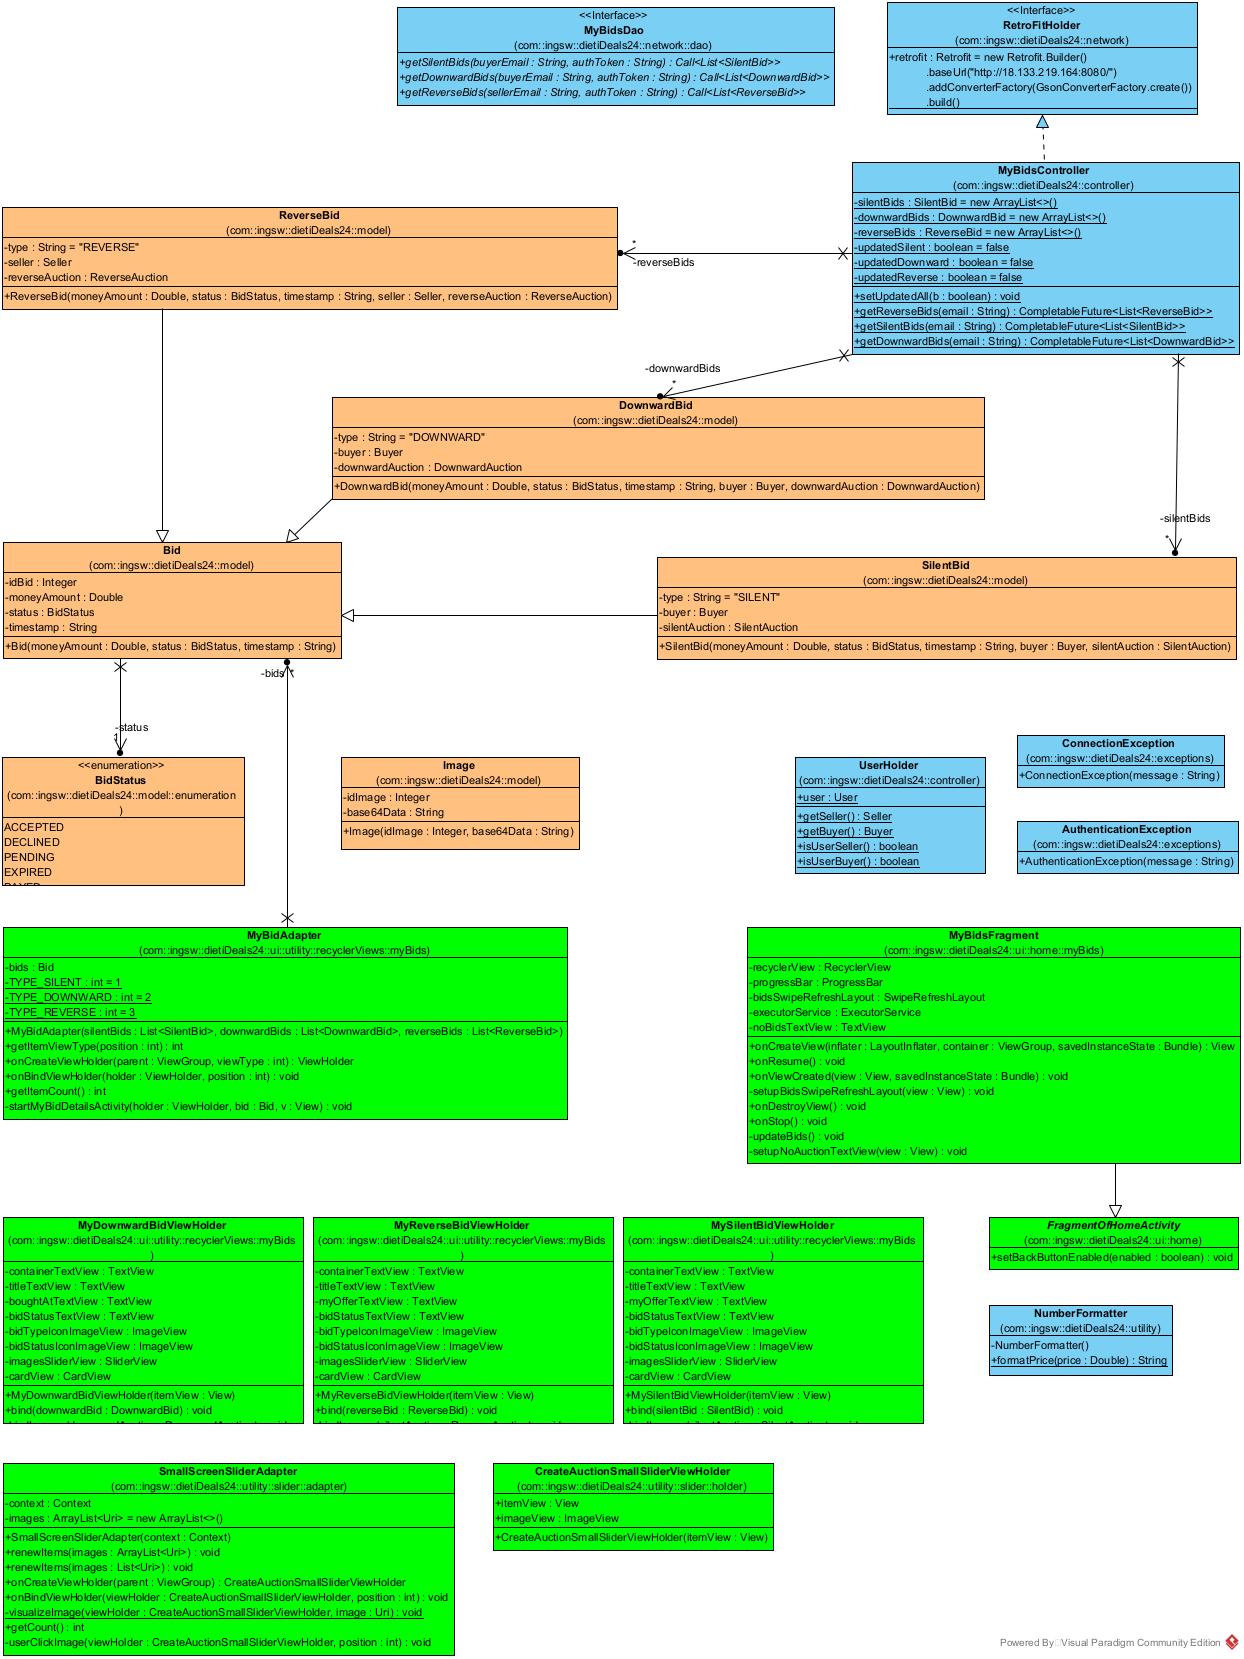 <<Interface>>
MyBidsDao
(com::ingsw::dietiDeals24::network::dao)
+getSilentBids(buyerEmail : String, authToken : String) : Call<List<SilentBid>>
+getDownwardBids(buyerEmail : String, authToken : String) : Call<List<DownwardBid>>
+getReverseBids(sellerEmail : String, authToken : String) : Call<List<ReverseBid>>
<<Interface>>
RetroFitHolder
(com::ingsw::dietiDeals24::network)
+retrofit : Retrofit = new Retrofit.Builder()
.baseUrl("http://18.133.219.164:8080/")
.addConverterFactory(GsonConverterFactory.create())
.build()
MyBidsController
(com::ingsw::dietiDeals24::controller)
-silentBids : SilentBid = new ArrayList<>()
-downwardBids : DownwardBid = new ArrayList<>()
-reverseBids : ReverseBid = new ArrayList<>()
-updatedSilent : boolean = false
-updatedDownward : boolean = false
-updatedReverse : boolean = false
+setUpdatedAll(b : boolean) : void
+getReverseBids(email : String) : CompletableFuture<List<ReverseBid>>
+getSilentBids(email : String) : CompletableFuture<List<SilentBid>>
+getDownwardBids(email : String) : CompletableFuture<List<DownwardBid>>
ReverseBid
(com::ingsw::dietiDeals24::model)
-type : String = "REVERSE"
-seller : Seller
-reverseAuction : ReverseAuction
+ReverseBid(moneyAmount : Double, status : BidStatus, timestamp : String, seller : Seller, reverseAuction : ReverseAuction)
*
-reverseBids
-downwardBids
*
DownwardBid
(com::ingsw::dietiDeals24::model)
-type : String = "DOWNWARD"
-buyer : Buyer
-downwardAuction : DownwardAuction
+DownwardBid(moneyAmount : Double, status : BidStatus, timestamp : String, buyer : Buyer, downwardAuction : DownwardAuction)
-silentBids
*
Bid
(com::ingsw::dietiDeals24::model)
-idBid : Integer
-moneyAmount : Double
-status : BidStatus
-timestamp : String
+Bid(moneyAmount : Double, status : BidStatus, timestamp : String)
SilentBid
(com::ingsw::dietiDeals24::model)
-type : String = "SILENT"
-buyer : Buyer
-silentAuction : SilentAuction
+SilentBid(moneyAmount : Double, status : BidStatus, timestamp : String, buyer : Buyer, silentAuction : SilentAuction)
-bids *
-status
1
<<enumeration>>
BidStatus
(com::ingsw::dietiDeals24::model::enumeration
)
ACCEPTED
DECLINED
PENDING
EXPIRED
Image
(com::ingsw::dietiDeals24::model)
-idImage : Integer
-base64Data : String
+Image(idImage : Integer, base64Data : String)
UserHolder
(com::ingsw::dietiDeals24::controller)
+user : User
+getSeller() : Seller
+getBuyer() : Buyer
+isUserSeller() : boolean
+isUserBuyer() : boolean
ConnectionException
(com::ingsw::dietiDeals24::exceptions)
+ConnectionException(message : String)
AuthenticationException
(com::ingsw::dietiDeals24::exceptions)
+AuthenticationException(message : String)
MyBidAdapter
(com::ingsw::dietiDeals24::ui::utility::recyclerViews::myBids)
-bids : Bid
-TYPE_SILENT : int = 1
-TYPE_DOWNWARD : int = 2
-TYPE_REVERSE : int = 3
+MyBidAdapter(silentBids : List<SilentBid>, downwardBids : List<DownwardBid>, reverseBids : List<ReverseBid>)
+getItemViewType(position : int) : int
+onCreateViewHolder(parent : ViewGroup, viewType : int) : ViewHolder
+onBindViewHolder(holder : ViewHolder, position : int) : void
+getItemCount() : int
-startMyBidDetailsActivity(holder : ViewHolder, bid : Bid, v : View) : void
MyBidsFragment
(com::ingsw::dietiDeals24::ui::home::myBids)
-recyclerView : RecyclerView
-progressBar : ProgressBar
-bidsSwipeRefreshLayout : SwipeRefreshLayout
-executorService : ExecutorService
-noBidsTextView : TextView
+onCreateView(inflater : LayoutInflater, container : ViewGroup, savedInstanceState : Bundle) : View
+onResume() : void
+onViewCreated(view : View, savedInstanceState : Bundle) : void
-setupBidsSwipeRefreshLayout(view : View) : void
+onDestroyView() : void
+onStop() : void
-updateBids() : void
-setupNoAuctionTextView(view : View) : void
MyDownwardBidViewHolder
(com::ingsw::dietiDeals24::ui::utility::recyclerViews::myBids
)
-containerTextView : TextView
-titleTextView : TextView
-boughtAtTextView : TextView
-bidStatusTextView : TextView
-bidTypeIconImageView : ImageView
-bidStatusIconImageView : ImageView
-imagesSliderView : SliderView
-cardView : CardView
+MyDownwardBidViewHolder(itemView : View)
+bind(downwardBid : DownwardBid) : void
MyReverseBidViewHolder
(com::ingsw::dietiDeals24::ui::utility::recyclerViews::myBids
)
-containerTextView : TextView
-titleTextView : TextView
-myOfferTextView : TextView
-bidStatusTextView : TextView
-bidTypeIconImageView : ImageView
-bidStatusIconImageView : ImageView
-imagesSliderView : SliderView
-cardView : CardView
+MyReverseBidViewHolder(itemView : View)
+bind(reverseBid : ReverseBid) : void
MySilentBidViewHolder
(com::ingsw::dietiDeals24::ui::utility::recyclerViews::myBids
)
-containerTextView : TextView
-titleTextView : TextView
-myOfferTextView : TextView
-bidStatusTextView : TextView
-bidTypeIconImageView : ImageView
-bidStatusIconImageView : ImageView
-imagesSliderView : SliderView
-cardView : CardView
+MySilentBidViewHolder(itemView : View)
+bind(silentBid : SilentBid) : void
FragmentOfHomeActivity
(com::ingsw::dietiDeals24::ui::home)
+setBackButtonEnabled(enabled : boolean) : void
NumberFormatter
(com::ingsw::dietiDeals24::utility)
-NumberFormatter()
+formatPrice(price : Double) : String
SmallScreenSliderAdapter
(com::ingsw::dietiDeals24::utility::slider::adapter)
-context : Context
-images : ArrayList<Uri> = new ArrayList<>()
+SmallScreenSliderAdapter(context : Context)
+renewItems(images : ArrayList<Uri>) : void
+renewItems(images : List<Uri>) : void
+onCreateViewHolder(parent : ViewGroup) : CreateAuctionSmallSliderViewHolder
+onBindViewHolder(viewHolder : CreateAuctionSmallSliderViewHolder, position : int) : void
-visualizeImage(viewHolder : CreateAuctionSmallSliderViewHolder, image : Uri) : void
+getCount() : int
-userClickImage(viewHolder : CreateAuctionSmallSliderViewHolder, position : int) : void
CreateAuctionSmallSliderViewHolder
(com::ingsw::dietiDeals24::utility::slider::holder)
+itemView : View
+imageView : ImageView
+CreateAuctionSmallSliderViewHolder(itemView : View)
Powered By Visual Paradigm Community Edition